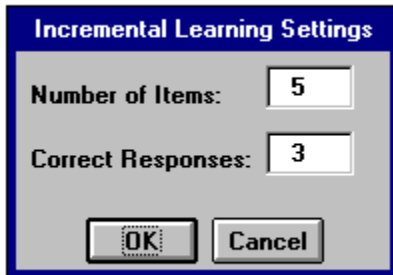 Incremental Learning Settings
Number of Items: 5
Correct Responses: 3
OK Cancel